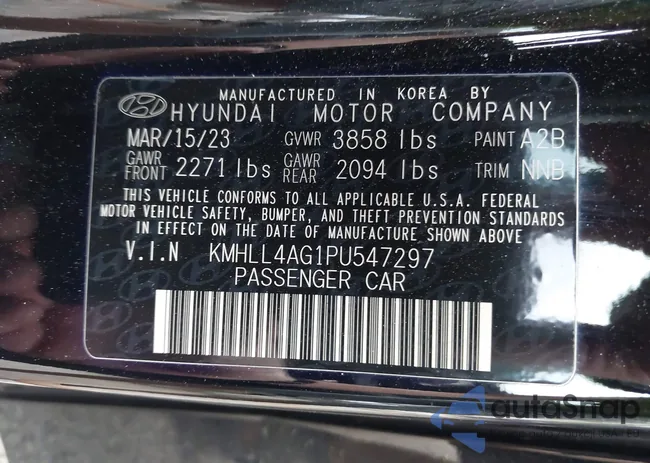 MANUFACTURED IN KOREA BY
HYUNDAI MOTOR COMPANY
MAR/15/23 GVWR 3858 lbs PAINT A2B
GAWR FRONT 2271 lbs GAWR REAR 2094 lbs TRIM NNB
THIS VEHICLE CONFORMS TO ALL APPLICABLE U.S.A. FEDERAL
MOTOR VEHICLE SAFETY, BUMPER, AND THEFT PREVENTION STANDARDS
IN EFFECT ON THE DATE OF MANUFACTURE SHOWN ABOVE
V.I.N KMHLL4AG1PU547297
PASSENGER CAR
autoSnap